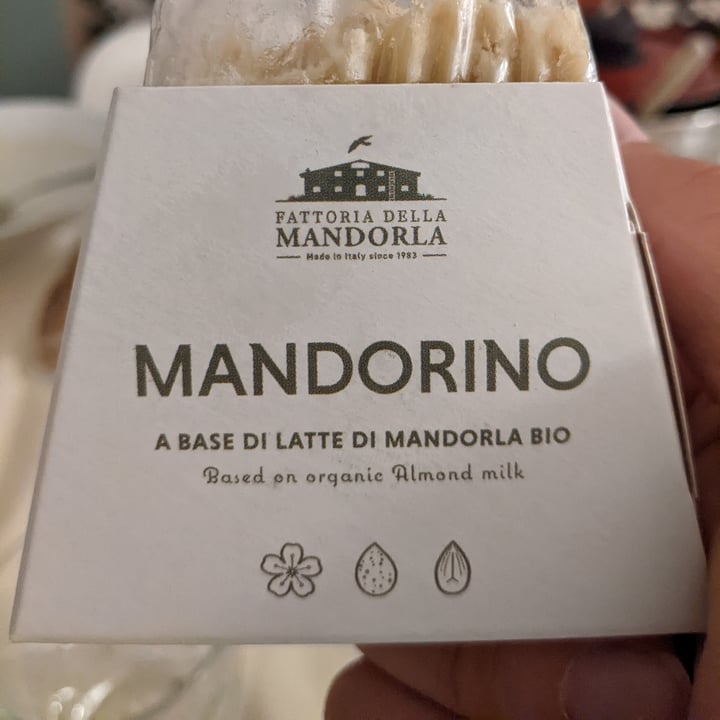 FATTORIA DELLA
MANDORLA
Made in Italy since 1983
MANDORINO
A BASE DI LATTE DI MANDORLA BIO
Based on organic Almond milk